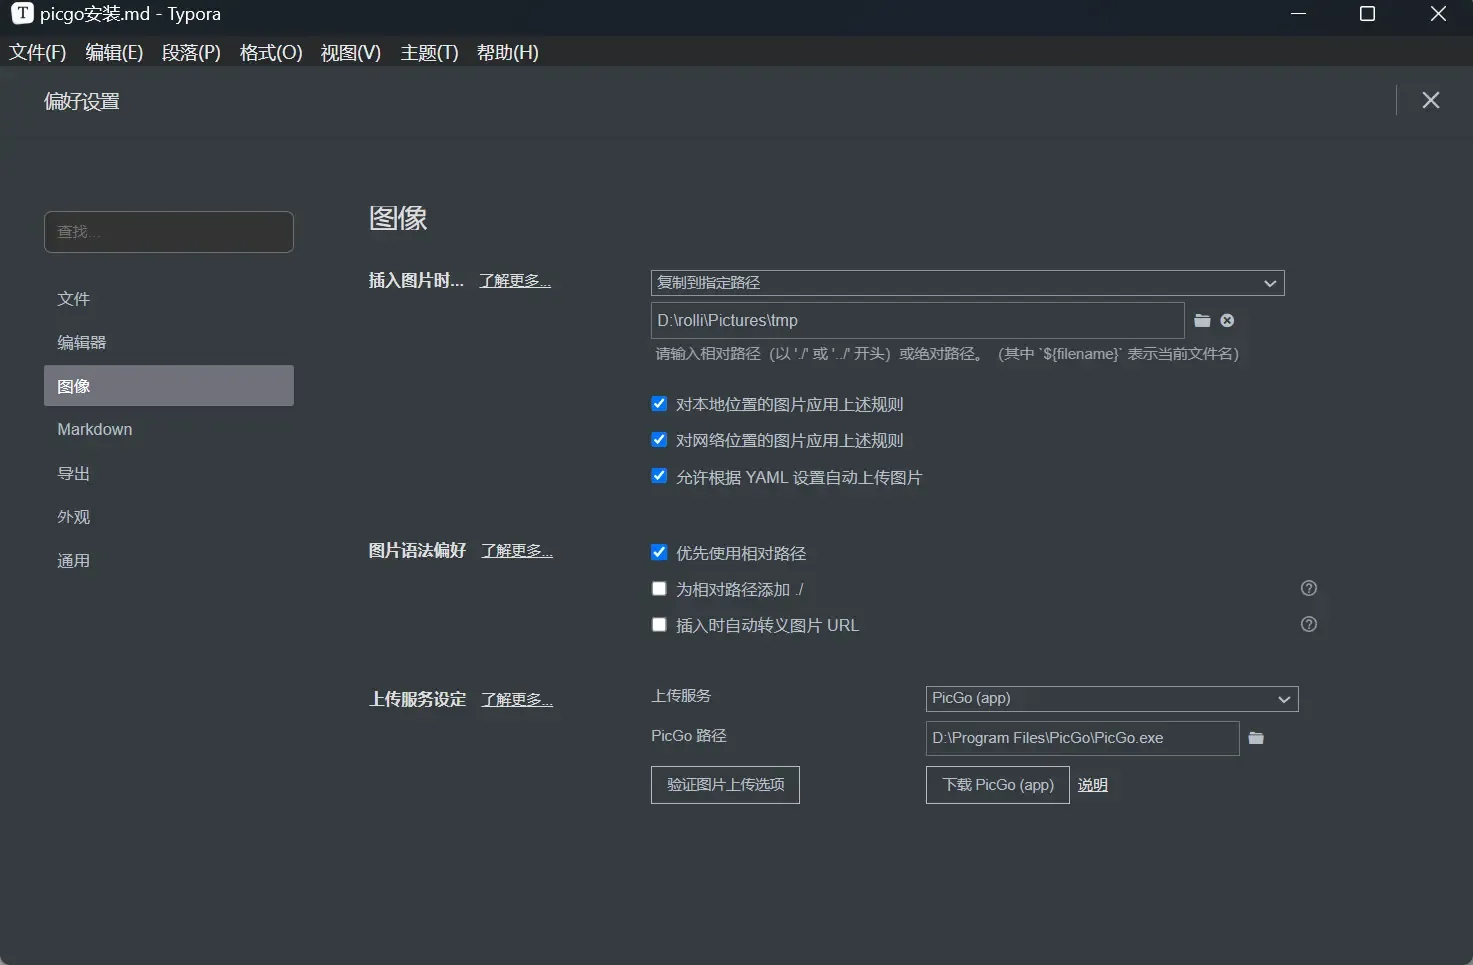 T picgo安装.md - Typora
文件(F) 编辑(E) 段落(P) 格式(O) 视图(V) 主题(T) 帮助(H)
偏好设置
查找...
文件
编辑器
图像
Markdown
导出
外观
通用
图像
插入图片时... 了解更多...
复制到指定路径
D:\rolli\Pictures\tmp
请输入相对路径（以 './' 或 '../' 开头）或绝对路径。（其中 `${filename}` 表示当前文件名）
对本地位置的图片应用上述规则
对网络位置的图片应用上述规则
允许根据 YAML 设置自动上传图片
图片语法偏好 了解更多...
优先使用相对路径
为相对路径添加 ./
插入时自动转义图片 URL
上传服务设定 了解更多...
上传服务 PicGo (app)
PicGo 路径 D:\Program Files\PicGo\PicGo.exe
验证图片上传选项 下载 PicGo (app) 说明